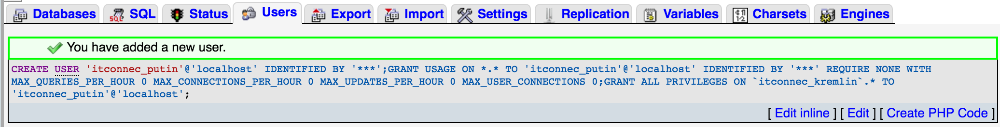 Databases SQL Status Users Export Import Settings Replication Variables Charsets Engines
You have added a new user.
CREATE USER 'itconnec_putin'@'localhost' IDENTIFIED BY '***';GRANT USAGE ON *.* TO 'itconnec_putin'@'localhost' IDENTIFIED BY '***' REQUIRE NONE WITH
MAX_QUERIES_PER_HOUR 0 MAX_CONNECTIONS_PER_HOUR 0 MAX_UPDATES_PER_HOUR 0 MAX_USER_CONNECTIONS 0;GRANT ALL PRIVILEGES ON `itconnec_kremlin`.* TO
'itconnec_putin'@'localhost';
[ Edit inline ] [ Edit ] [ Create PHP Code ]